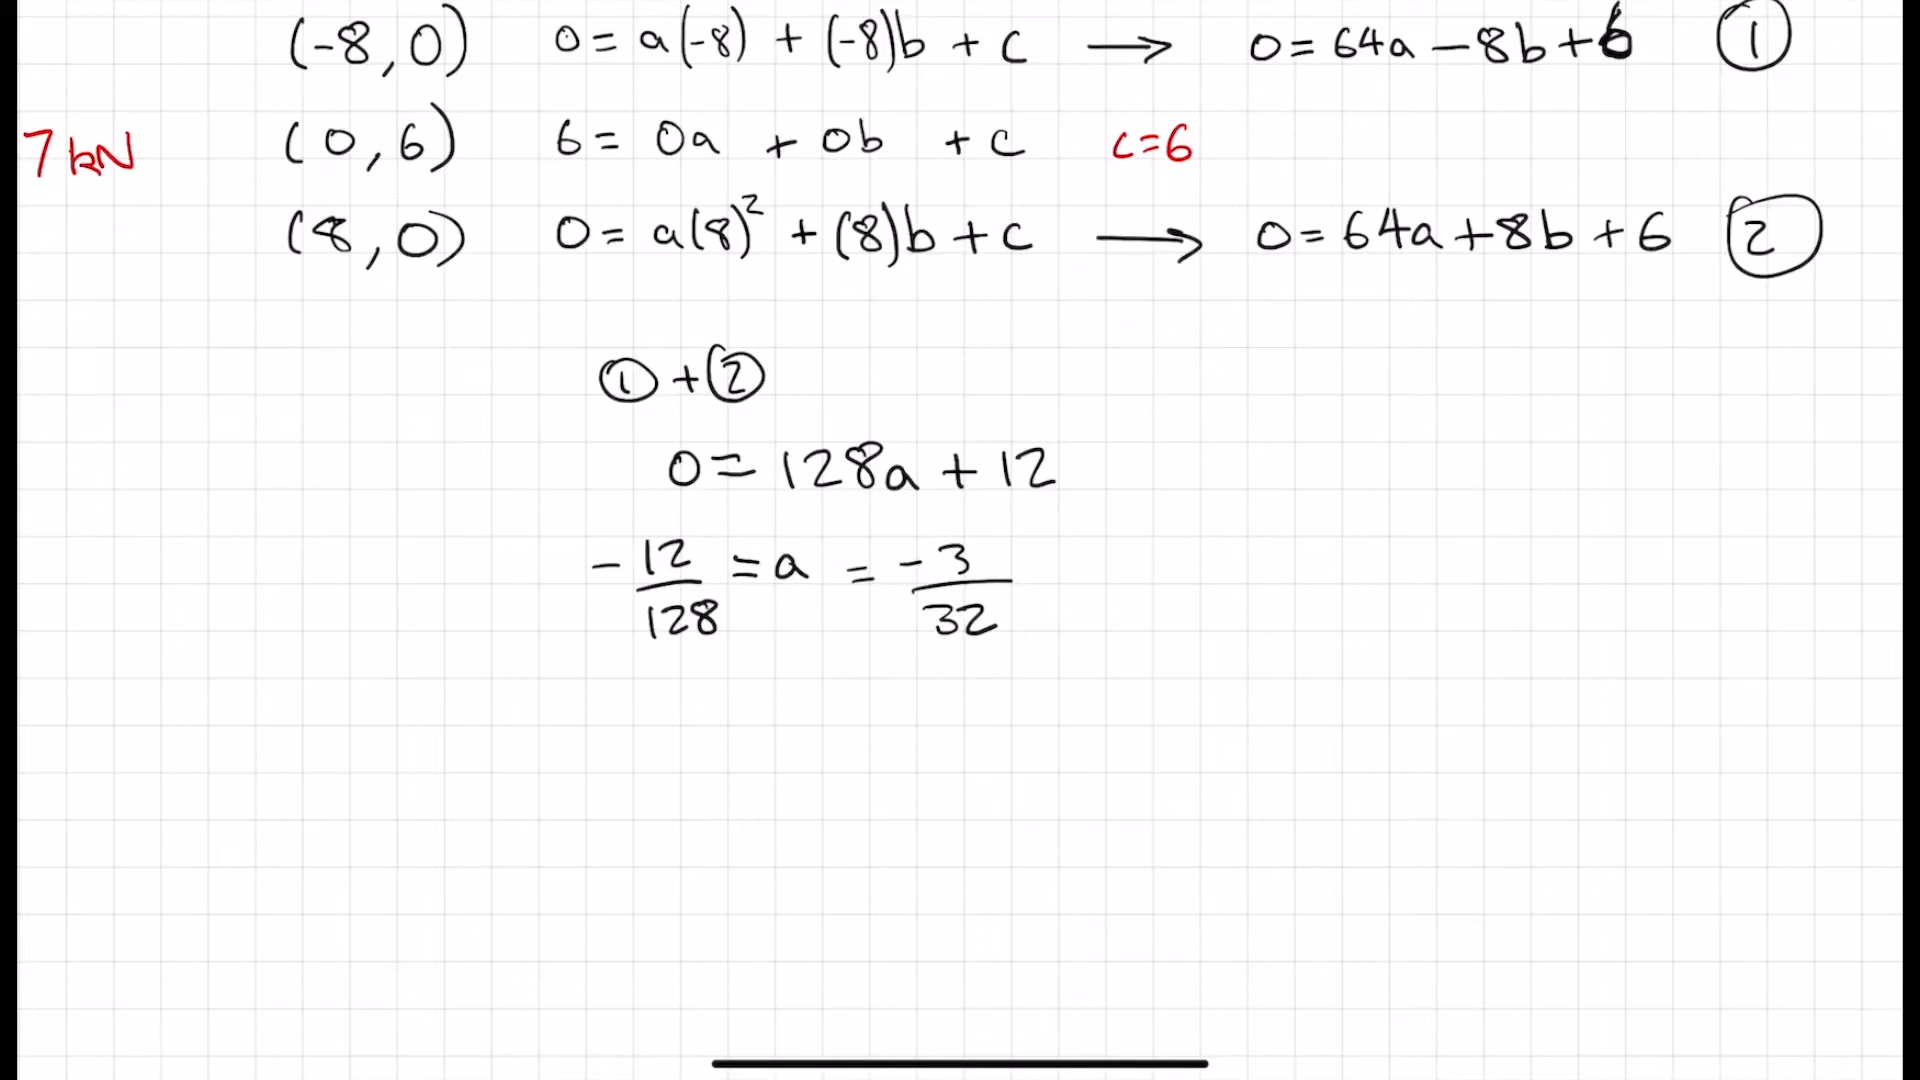 (-8,0) 0 = a(-8) + (-8)b + c → 0 = 64a - 8b + 6 ①
7 kN (0,6) 6 = 0a + 0b + c c=6
(8,0) 0 = a(8)² + (8)b + c → 0 = 64a + 8b + 6 ②
① + ②
0 = 128a + 12
-12/128 = a = -3/32